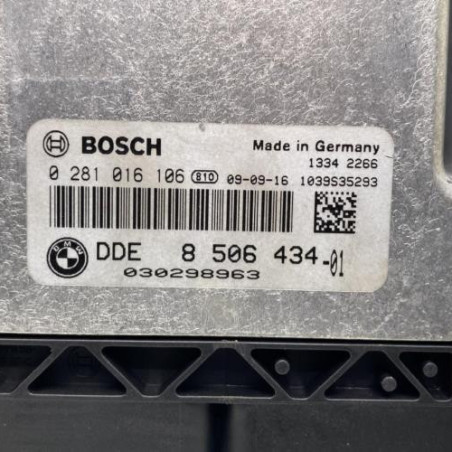 BOSCH
Made in Germany
1334 2266
0 281 016 106 810 09-09-16 1039S35293
BMW DDE 8 506 434-01
030298963